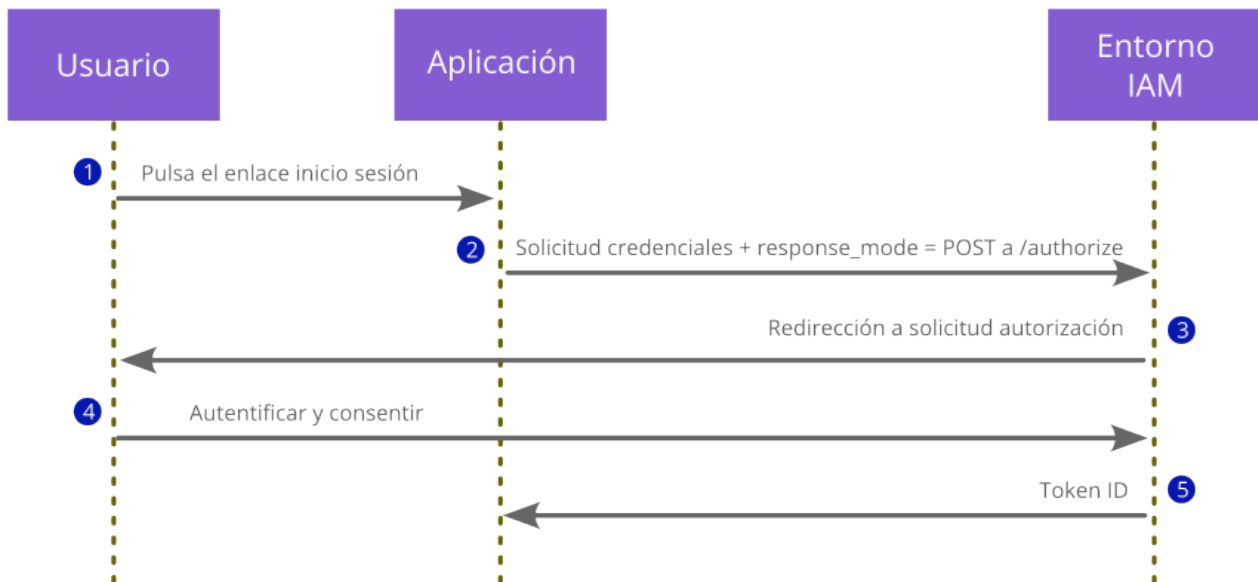 Usuario
Aplicación
Entorno
IAM
1
Pulsa el enlace inicio sesión
2
Solicitud credenciales + response_mode = POST a /authorize
Redirección a solicitud autorización
3
4
Autentificar y consentir
Token ID
5